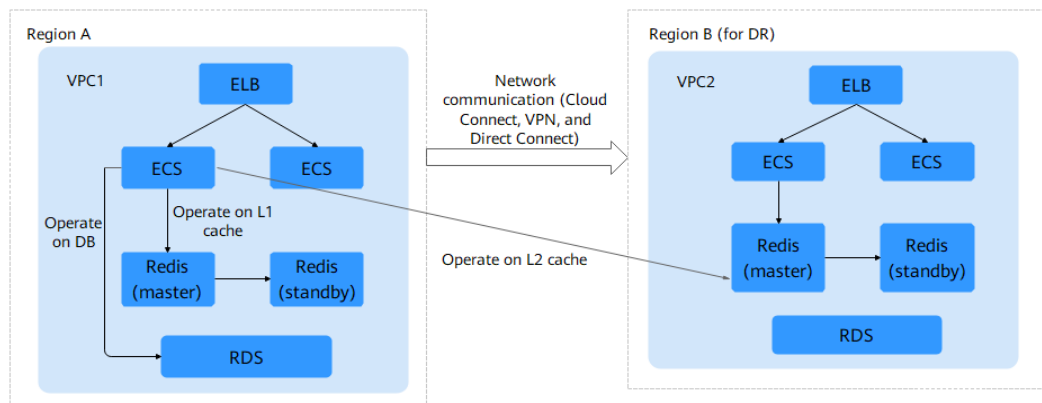 Region A
VPC1
ELB
ECS
ECS
Operate on L1
cache
Operate
on DB
Redis
(master)
Redis
(standby)
RDS
Network
communication (Cloud
Connect, VPN, and
Direct Connect)
Operate on L2 cache
Region B (for DR)
VPC2
ELB
ECS
ECS
Redis
(master)
Redis
(standby)
RDS